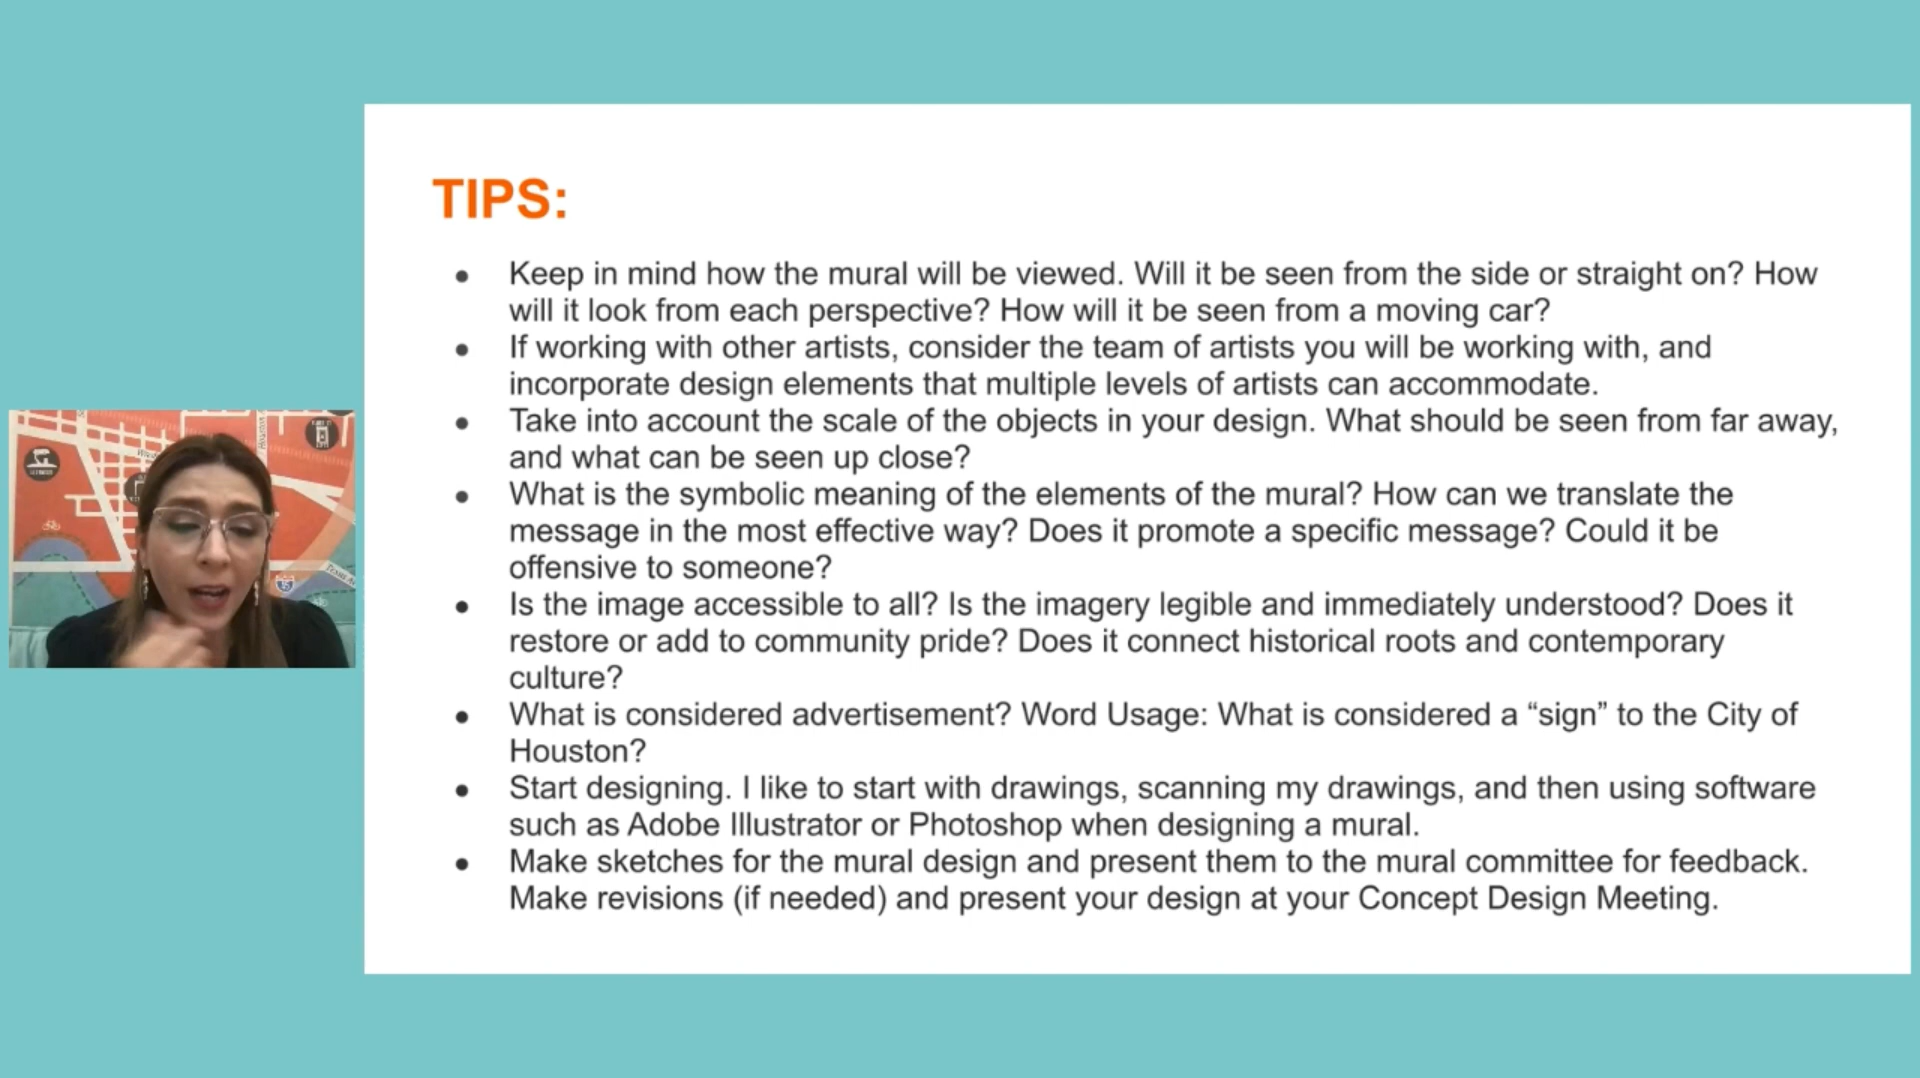 TIPS:
● Keep in mind how the mural will be viewed. Will it be seen from the side or straight on? How
will it look from each perspective? How will it be seen from a moving car?
● If working with other artists, consider the team of artists you will be working with, and
incorporate design elements that multiple levels of artists can accommodate.
● Take into account the scale of the objects in your design. What should be seen from far away,
and what can be seen up close?
● What is the symbolic meaning of the elements of the mural? How can we translate the
message in the most effective way? Does it promote a specific message? Could it be
offensive to someone?
● Is the image accessible to all? Is the imagery legible and immediately understood? Does it
restore or add to community pride? Does it connect historical roots and contemporary
culture?
● What is considered advertisement? Word Usage: What is considered a “sign” to the City of
Houston?
● Start designing. I like to start with drawings, scanning my drawings, and then using software
such as Adobe Illustrator or Photoshop when designing a mural.
● Make sketches for the mural design and present them to the mural committee for feedback.
Make revisions (if needed) and present your design at your Concept Design Meeting.